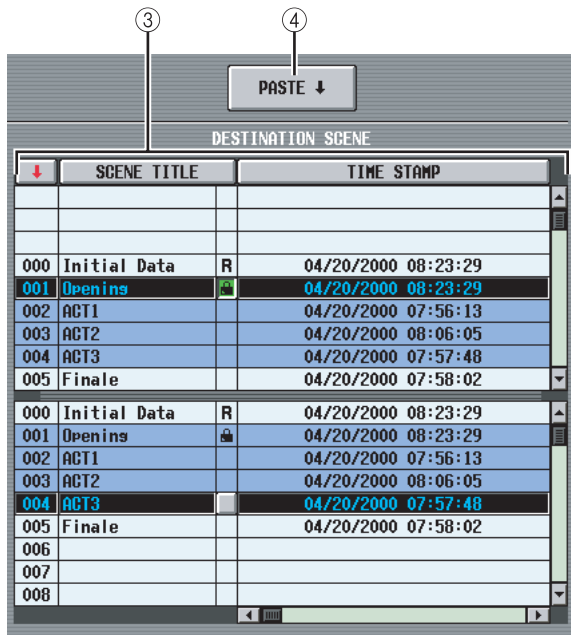 ③ ④
PASTE ⬇
DESTINATION SCENE
⬇ SCENE TITLE TIME STAMP
000 Initial Data R 04/20/2000 08:23:29
001 Opening 04/20/2000 08:23:29
002 ACT1 04/20/2000 07:56:13
003 ACT2 04/20/2000 08:06:05
004 ACT3 04/20/2000 07:57:48
005 Finale 04/20/2000 07:58:02
000 Initial Data R 04/20/2000 08:23:29
001 Opening 04/20/2000 08:23:29
002 ACT1 04/20/2000 07:56:13
003 ACT2 04/20/2000 08:06:05
004 ACT3 04/20/2000 07:57:48
005 Finale 04/20/2000 07:58:02
006
007
008